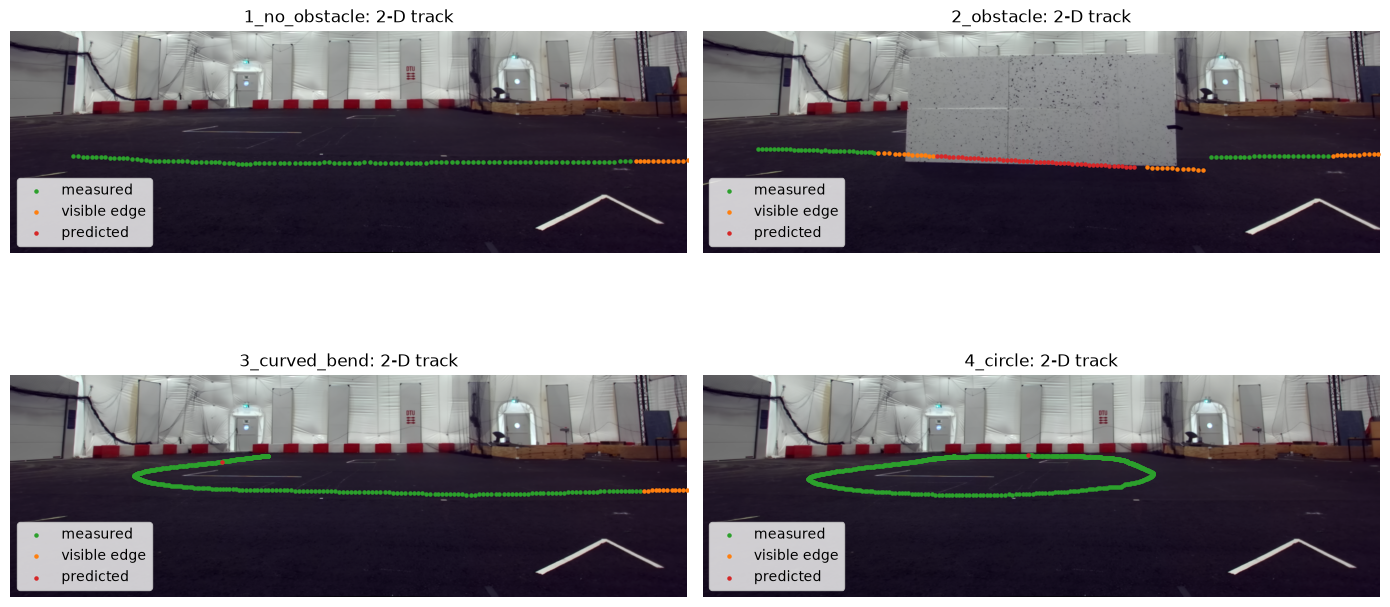 1_no_obstacle: 2-D track
measured
visible edge
predicted
2_obstacle: 2-D track
measured
visible edge
predicted
3_curved_bend: 2-D track
DTU
measured
visible edge
predicted
4_circle: 2-D track
measured
visible edge
predicted